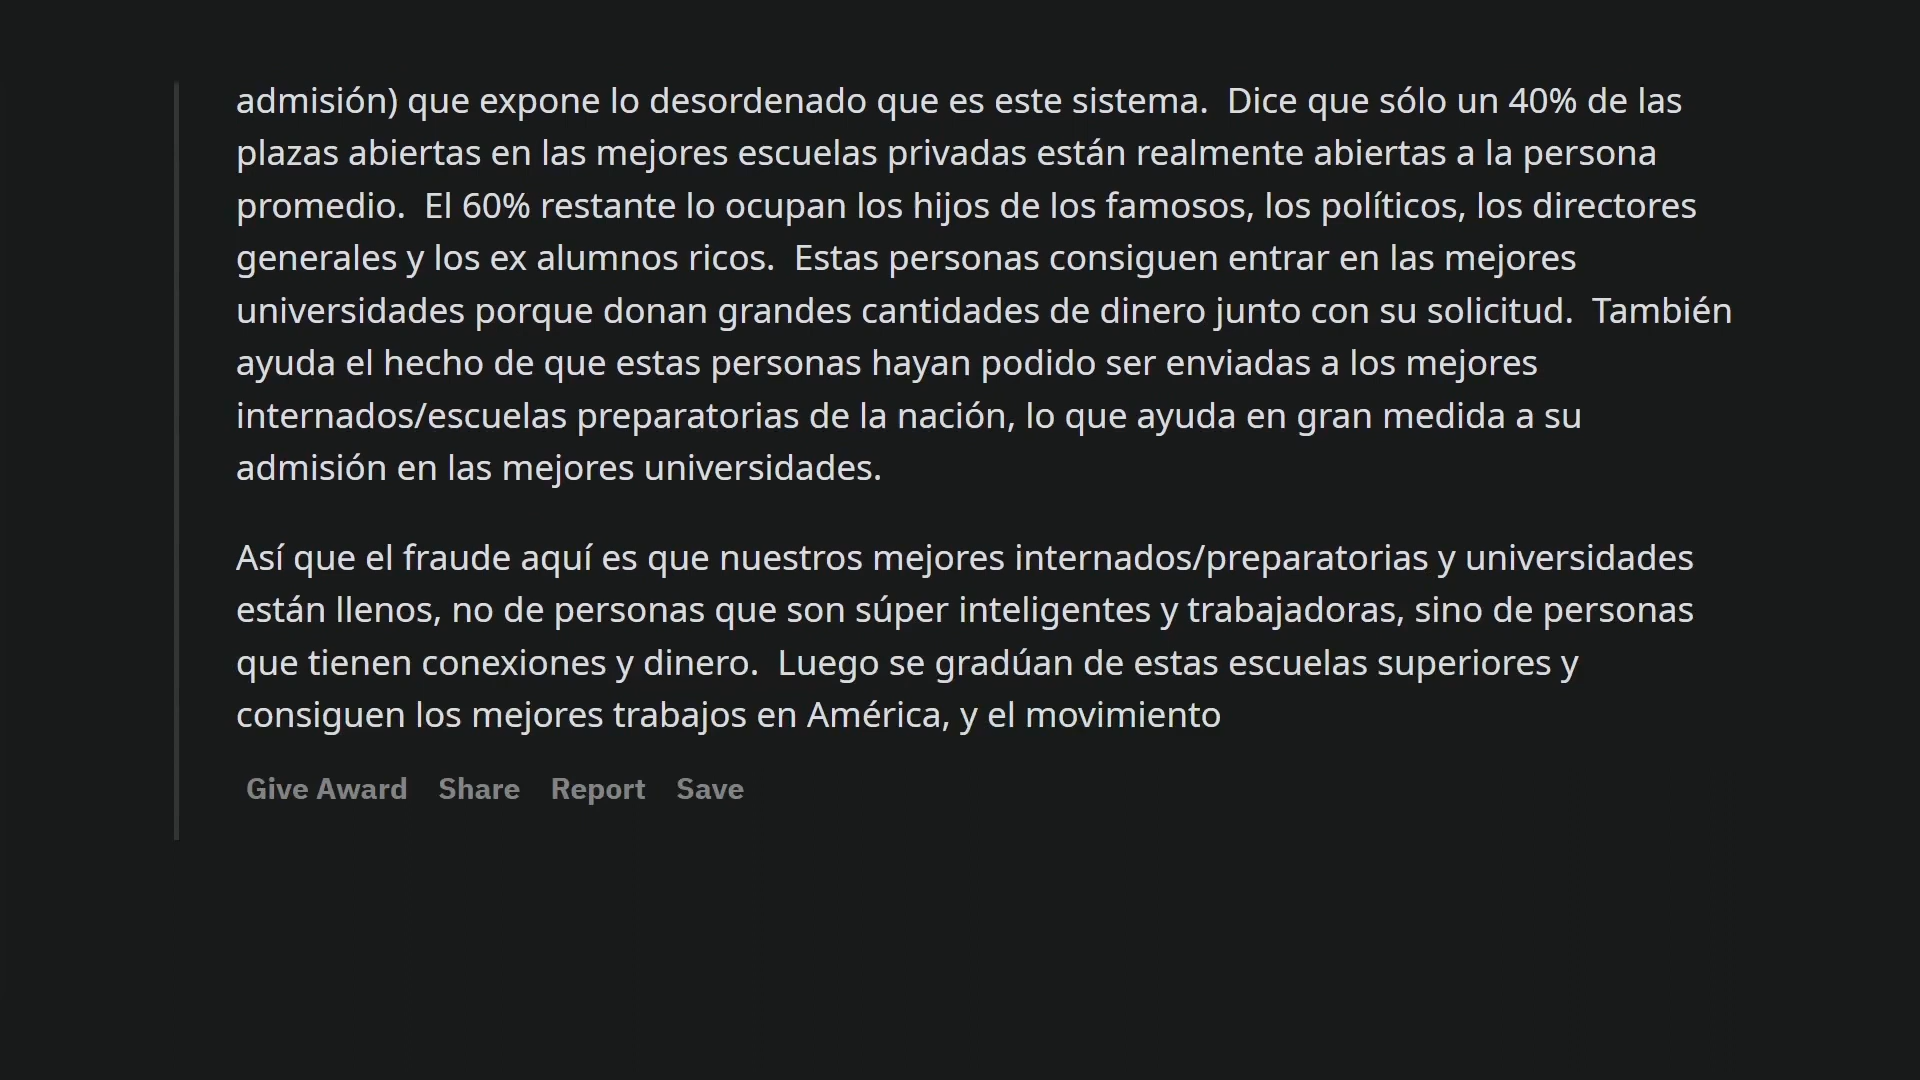 admisión) que expone lo desordenado que es este sistema.  Dice que sólo un 40% de las
plazas abiertas en las mejores escuelas privadas están realmente abiertas a la persona
promedio.  El 60% restante lo ocupan los hijos de los famosos, los políticos, los directores
generales y los ex alumnos ricos.  Estas personas consiguen entrar en las mejores
universidades porque donan grandes cantidades de dinero junto con su solicitud.  También
ayuda el hecho de que estas personas hayan podido ser enviadas a los mejores
internados/escuelas preparatorias de la nación, lo que ayuda en gran medida a su
admisión en las mejores universidades.
Así que el fraude aquí es que nuestros mejores internados/preparatorias y universidades
están llenos, no de personas que son súper inteligentes y trabajadoras, sino de personas
que tienen conexiones y dinero.  Luego se gradúan de estas escuelas superiores y
consiguen los mejores trabajos en América, y el movimiento
Give Award Share Report Save